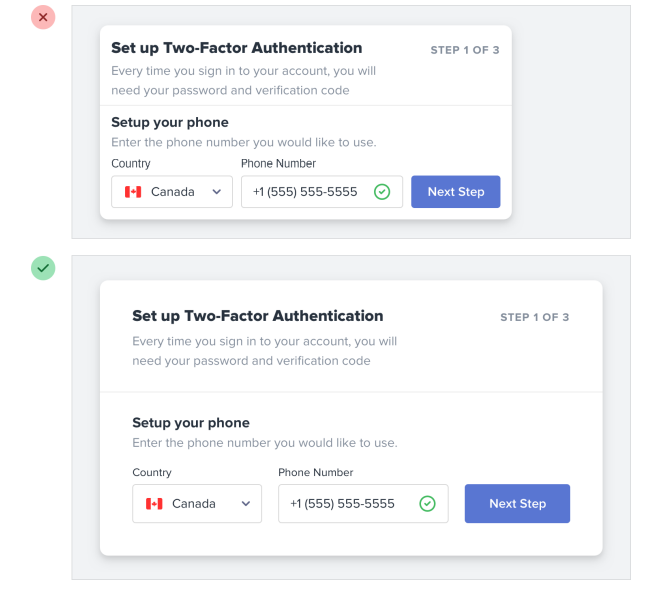 Set up Two-Factor Authentication
STEP 1 OF 3
Every time you sign in to your account, you will
need your password and verification code
Setup your phone
Enter the phone number you would like to use.
Country
Phone Number
Canada
+1 (555) 555-5555
Next Step
Set up Two-Factor Authentication
STEP 1 OF 3
Every time you sign in to your account, you will
need your password and verification code
Setup your phone
Enter the phone number you would like to use.
Country
Phone Number
Canada
+1 (555) 555-5555
Next Step